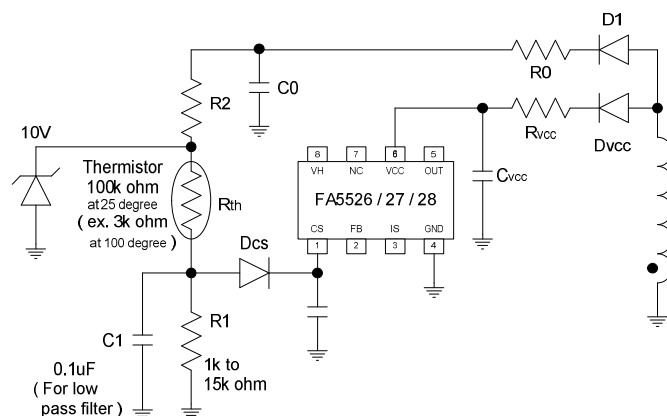 D1
R0
C0
R2
10V
Rvcc
Dvcc
Thermistor
100k ohm
at 25 degree
( ex. 3k ohm
at 100 degree )
Rth
8 7 6 5
VH NC VCC OUT
FA5526 / 27 / 28
CS FB IS GND
1 2 3 4
Cvcc
Dcs
C1
R1
0.1uF
( For low
pass filter )
1k to
15k ohm